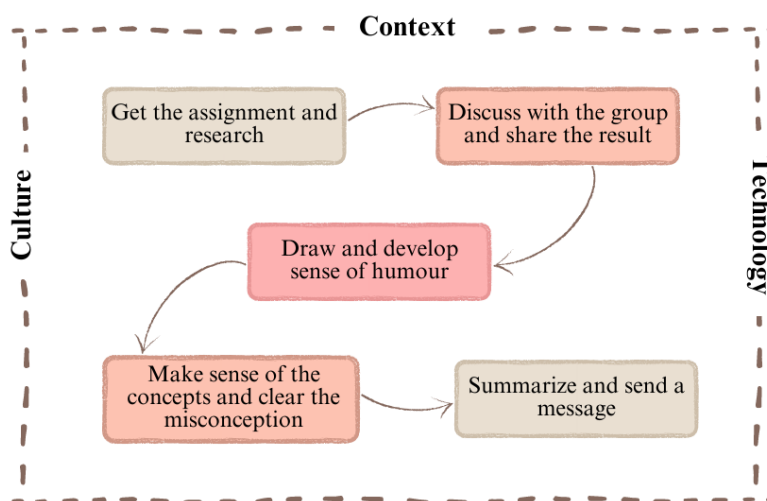 Context
Culture
Technology
Get the assignment and
research
Discuss with the group
and share the result
Draw and develop
sense of humour
Make sense of the
concepts and clear the
misconception
Summarize and send a
message